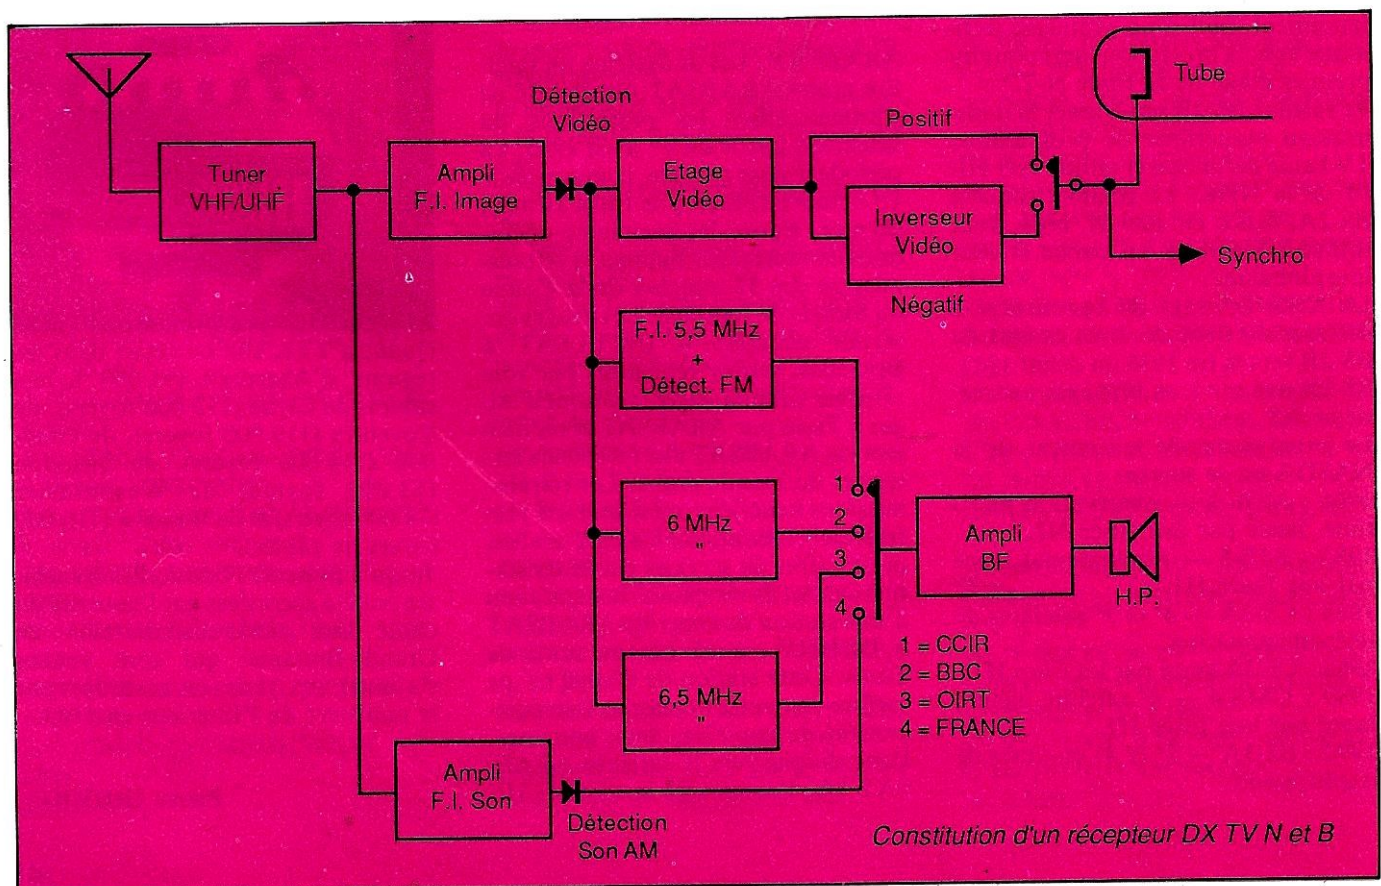 Tube
Détection
Vidéo
Positif
Tuner
VHF/UHF
Ampli
F.I. Image
Etage
Vidéo
Inverseur
Vidéo
Synchro
Négatif
F.I. 5,5 MHz
+
Détect. FM
1
2
3
4
6 MHz
"
Ampli
BF
H.P.
1 = CCIR
2 = BBC
3 = OIRT
4 = FRANCE
6,5 MHz
"
Ampli
F.I. Son
Détection
Son AM
Constitution d'un récepteur DX TV N et B